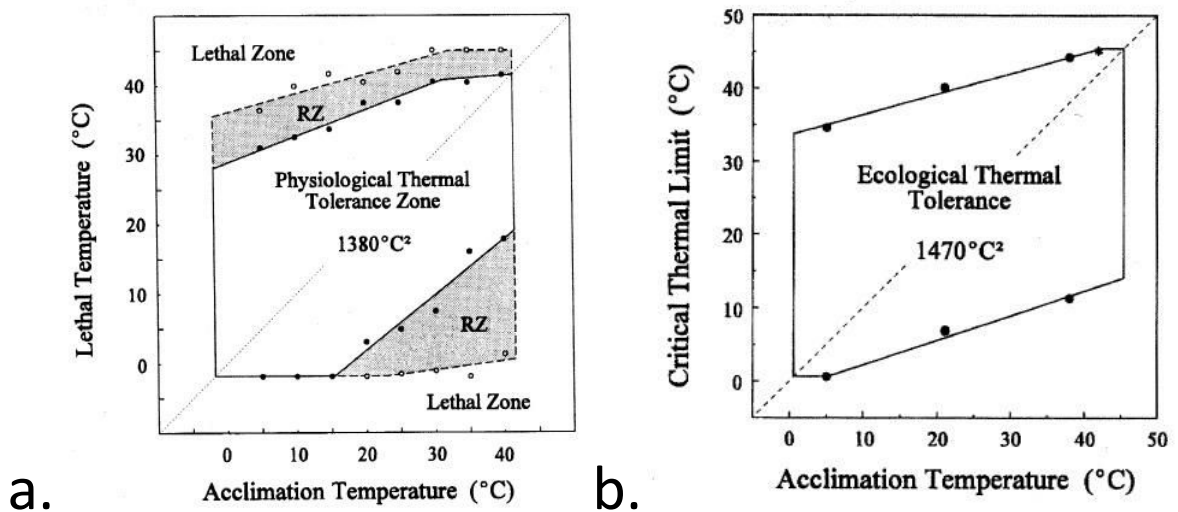 Lethal Zone
RZ
Physiological Thermal
Tolerance Zone
1380°C²
RZ
Lethal Zone
Lethal Temperature (°C)
40
30
20
10
0
0 10 20 30 40
Acclimation Temperature (°C)
a.
Critical Thermal Limit (°C)
50
40
30
20
10
0
Ecological Thermal
Tolerance
1470°C²
0 10 20 30 40 50
Acclimation Temperature (°C)
b.